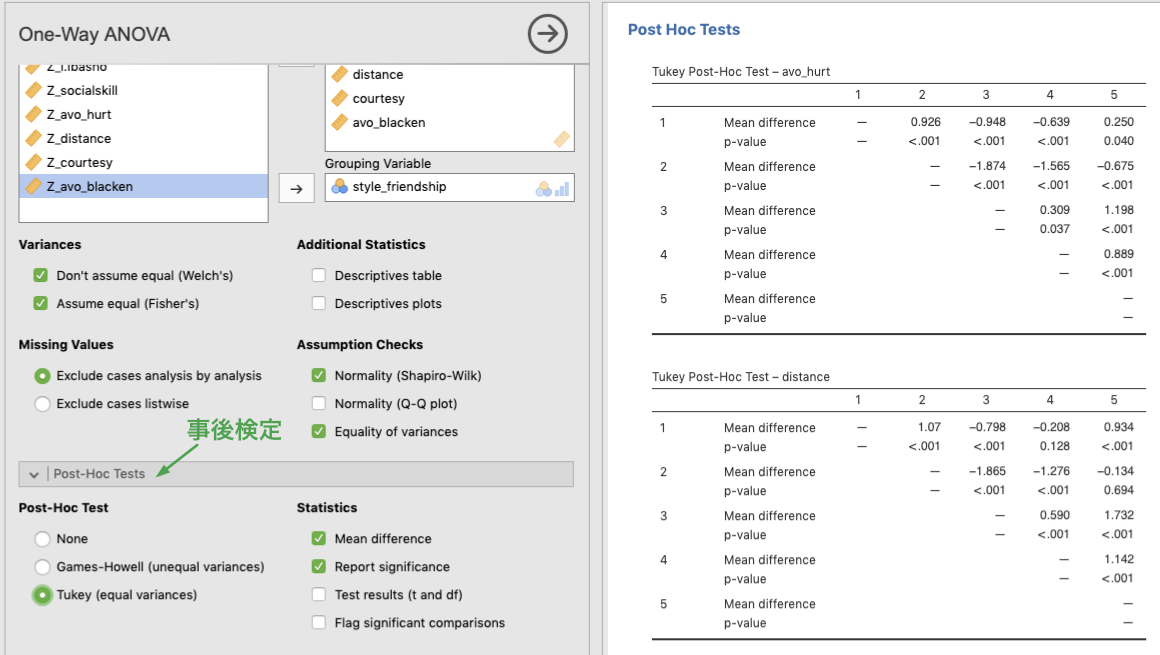 One-Way ANOVA
Z_socialskill
Z_avo_hurt
Z_distance
Z_courtesy
Z_avo_blacken
distance
courtesy
avo_blacken
Grouping Variable
style_friendship
Variances
Don't assume equal (Welch's)
Assume equal (Fisher's)
Additional Statistics
Descriptives table
Descriptives plots
Missing Values
Exclude cases analysis by analysis
Exclude cases listwise
Assumption Checks
Normality (Shapiro-Wilk)
Normality (Q-Q plot)
Equality of variances
事後検定
Post-Hoc Tests
Post-Hoc Test
None
Games-Howell (unequal variances)
Tukey (equal variances)
Statistics
Mean difference
Report significance
Test results (t and df)
Flag significant comparisons
Post Hoc Tests
Tukey Post-Hoc Test – avo_hurt
1 2 3 4 5
1 Mean difference — 0.926 −0.948 −0.639 0.250
p-value — <.001 <.001 <.001 0.040
2 Mean difference — −1.874 −1.565 −0.675
p-value — <.001 <.001 <.001
3 Mean difference — 0.309 1.198
p-value — 0.037 <.001
4 Mean difference — 0.889
p-value — <.001
5 Mean difference —
p-value —
Tukey Post-Hoc Test – distance
1 2 3 4 5
1 Mean difference — 1.07 −0.798 −0.208 0.934
p-value — <.001 <.001 0.128 <.001
2 Mean difference — −1.865 −1.276 −0.134
p-value — <.001 <.001 0.694
3 Mean difference — 0.590 1.732
p-value — <.001 <.001
4 Mean difference — 1.142
p-value — <.001
5 Mean difference —
p-value —